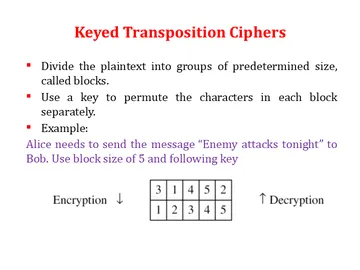 Keyed Transposition Ciphers
▪ Divide the plaintext into groups of predetermined size,
called blocks.
▪ Use a key to permute the characters in each block
separately.
▪ Example:
Alice needs to send the message “Enemy attacks tonight” to
Bob. Use block size of 5 and following key
Encryption ↓ 3 1 4 5 2 ↑ Decryption
1 2 3 4 5